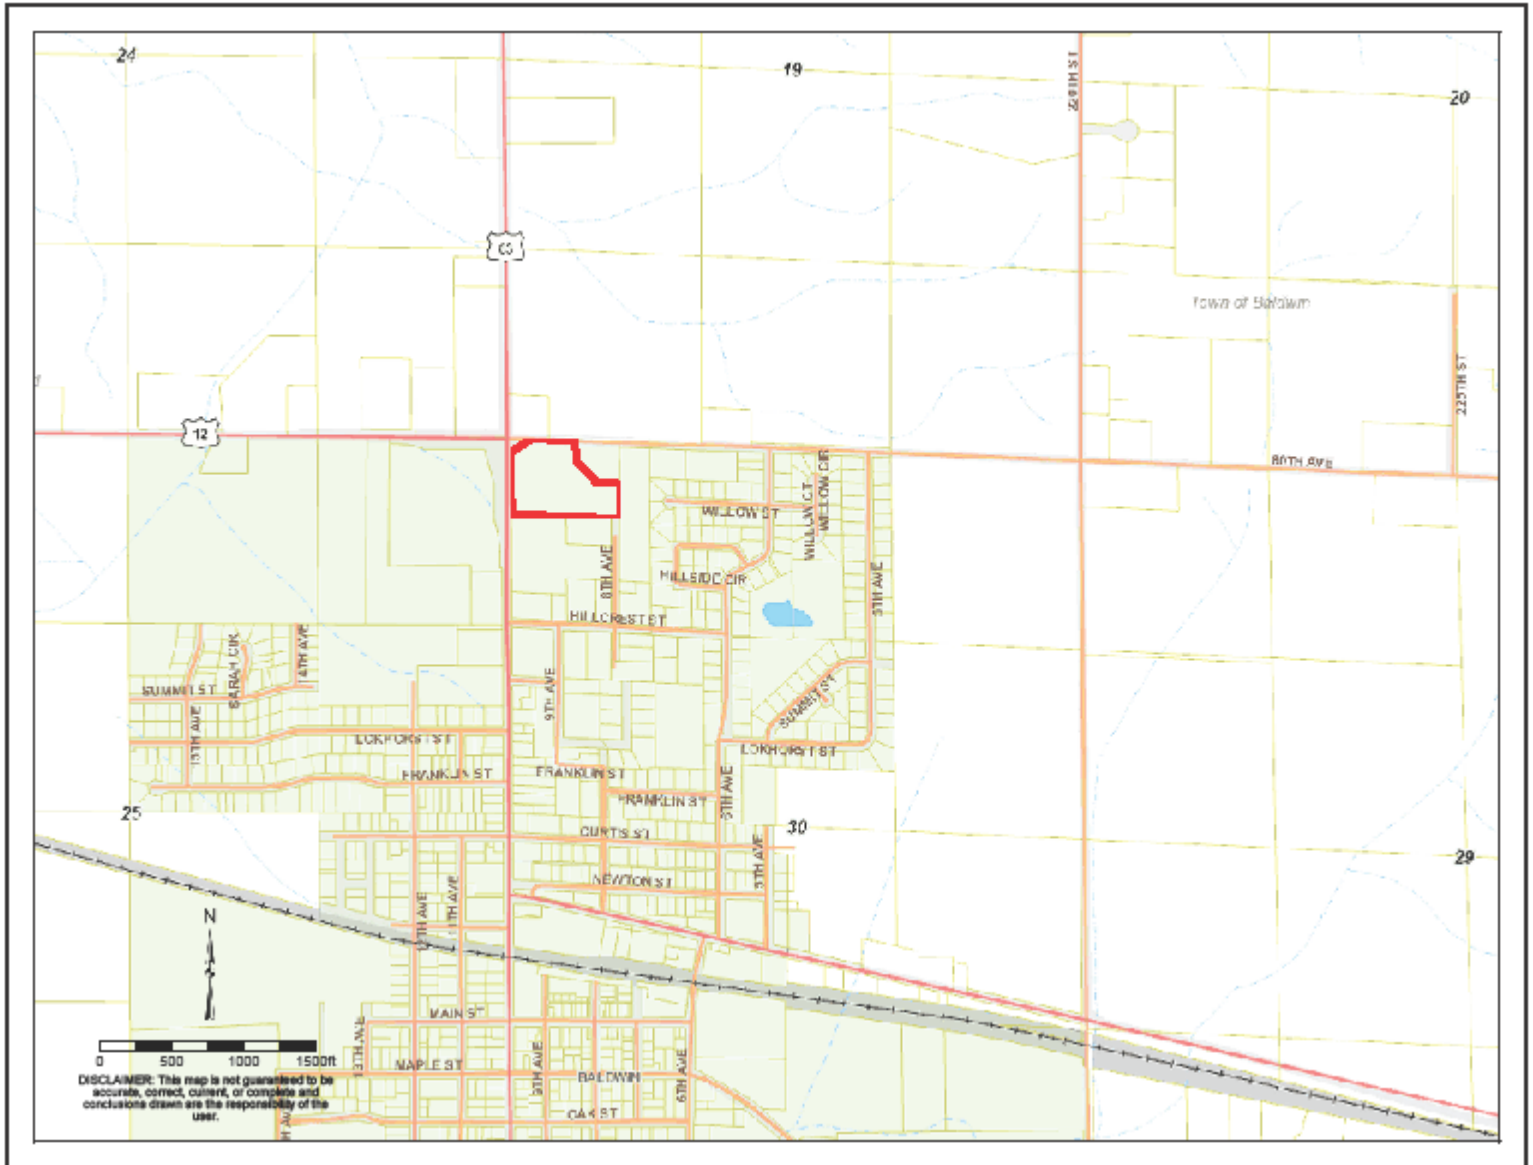 24
19
20
220TH ST
63
Town of Baldwin
225TH ST
12
80TH AVE
WILLOW ST
WILLOW CT
WILLOW CIR
8TH AVE
HILLSIDE CIR
5TH AVE
HILLCREST ST
SUMMIT ST
SARAH CIR
14TH AVE
9TH AVE
SUMMIT ST
13TH AVE
LOKHORST ST
LOKHORST ST
FRANKLIN ST
FRANKLIN ST
FRANKLIN ST
6TH AVE
25
CURTIS ST
30
29
5TH AVE
NEWTON ST
12TH AVE
11TH AVE
N
MAIN ST
13TH AVE
MAPLE ST
9TH AVE
BALDWIN
6TH AVE
OAK ST
0 500 1000 1500ft
DISCLAIMER: This map is not guaranteed to be
accurate, correct, current, or complete and
conclusions drawn are the responsibility of the
user.